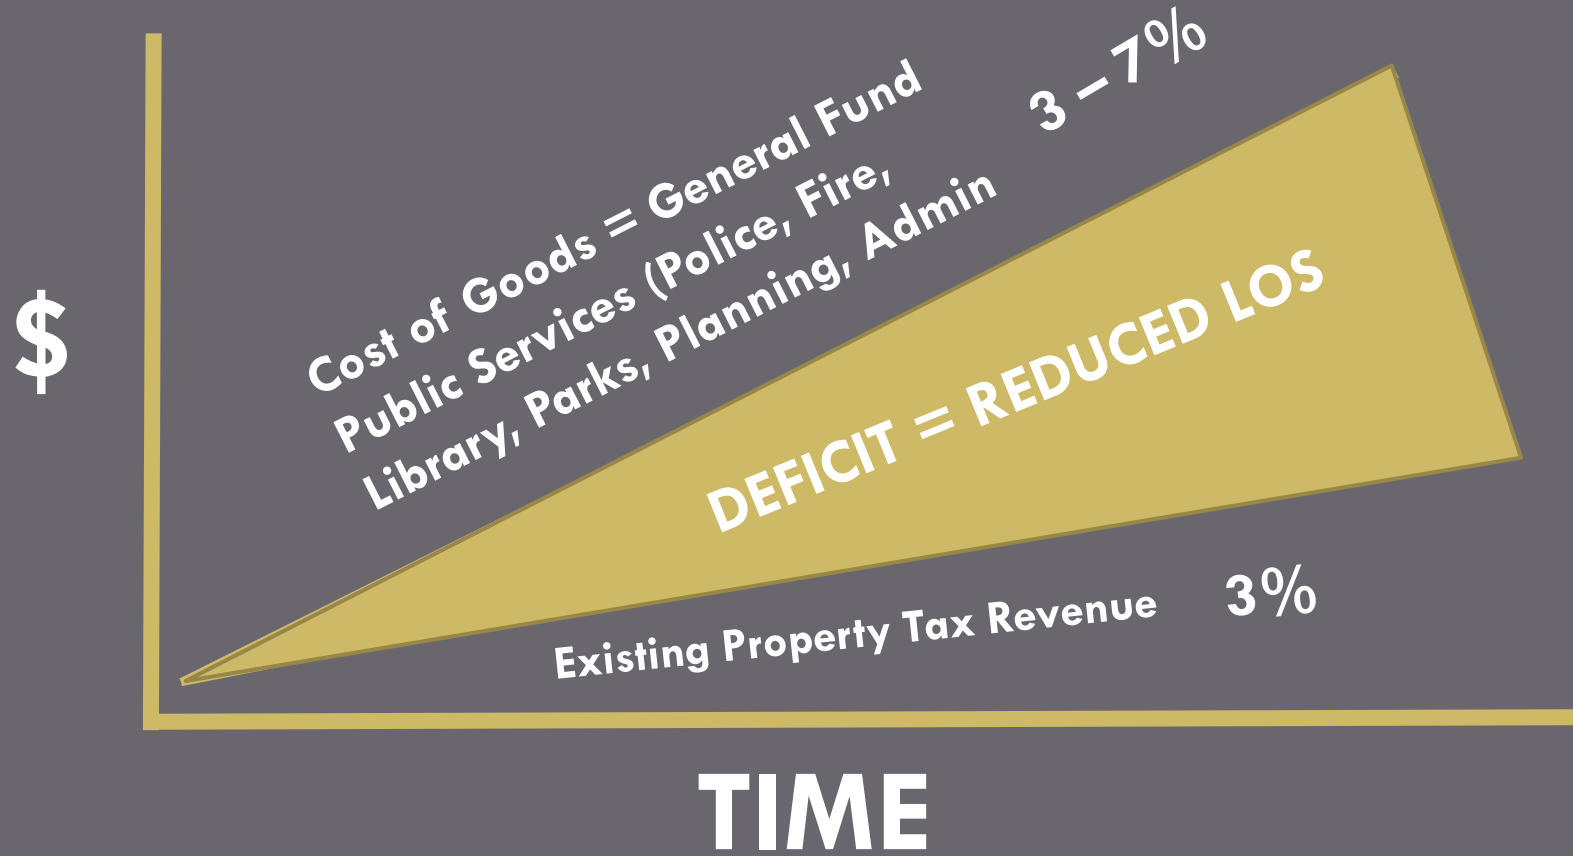 $
Cost of Goods = General Fund
Public Services (Police, Fire,
Library, Parks, Planning, Admin
3 – 7%
DEFICIT = REDUCED LOS
Existing Property Tax Revenue
3%
TIME